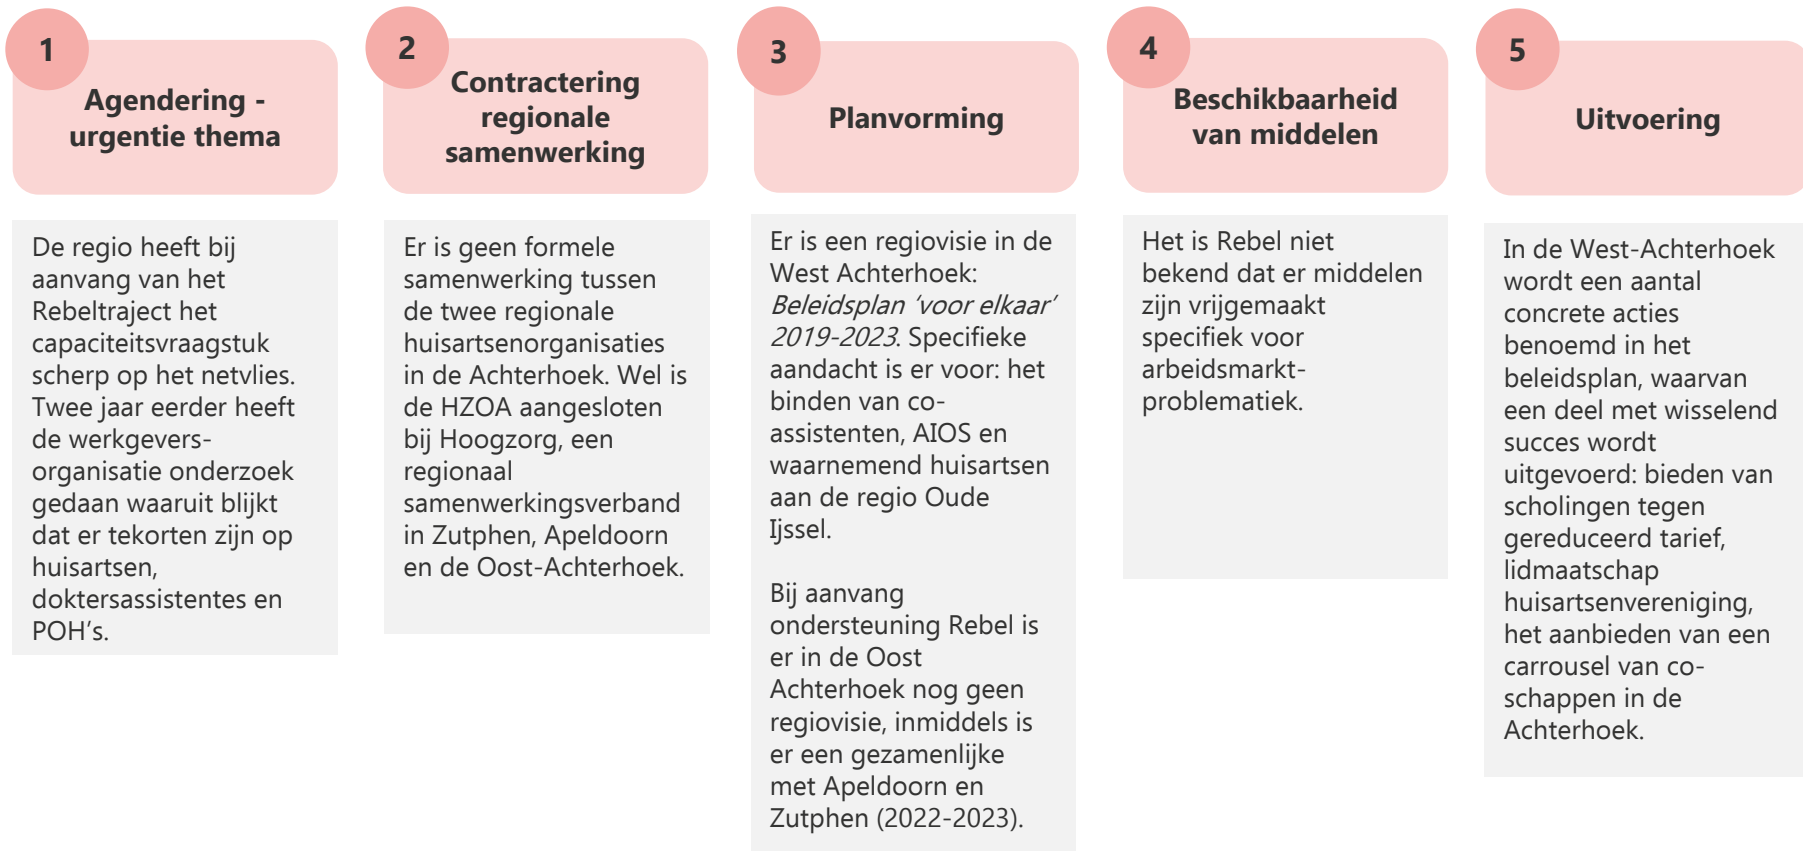 1
Agendering -
urgentie thema
De regio heeft bij
aanvang van het
Rebeltraject het
capaciteitsvraagstuk
scherp op het netvlies.
Twee jaar eerder heeft
de werkgevers-
organisatie onderzoek
gedaan waaruit blijkt
dat er tekorten zijn op
huisartsen,
doktersassistentes en
POH's.
2
Contractering
regionale
samenwerking
Er is geen formele
samenwerking tussen
de twee regionale
huisartsenorganisaties
in de Achterhoek. Wel is
de HZOA aangesloten
bij Hoogzorg, een
regionaal
samenwerkingsverband
in Zutphen, Apeldoorn
en de Oost-Achterhoek.
3
Planvorming
Er is een regiovisie in de
West Achterhoek:
Beleidsplan ‘voor elkaar’
2019-2023. Specifieke
aandacht is er voor: het
binden van co-
assistenten, AIOS en
waarnemend huisartsen
aan de regio Oude
Ijssel.
Bij aanvang
ondersteuning Rebel is
er in de Oost
Achterhoek nog geen
regiovisie, inmiddels is
er een gezamenlijke
met Apeldoorn en
Zutphen (2022-2023).
4
Beschikbaarheid
van middelen
Het is Rebel niet
bekend dat er middelen
zijn vrijgemaakt
specifiek voor
arbeidsmarkt-
problematiek.
5
Uitvoering
In de West-Achterhoek
wordt een aantal
concrete acties
benoemd in het
beleidsplan, waarvan
een deel met wisselend
succes wordt
uitgevoerd: bieden van
scholingen tegen
gereduceerd tarief,
lidmaatschap
huisartsenvereniging,
het aanbieden van een
carrousel van co-
schappen in de
Achterhoek.